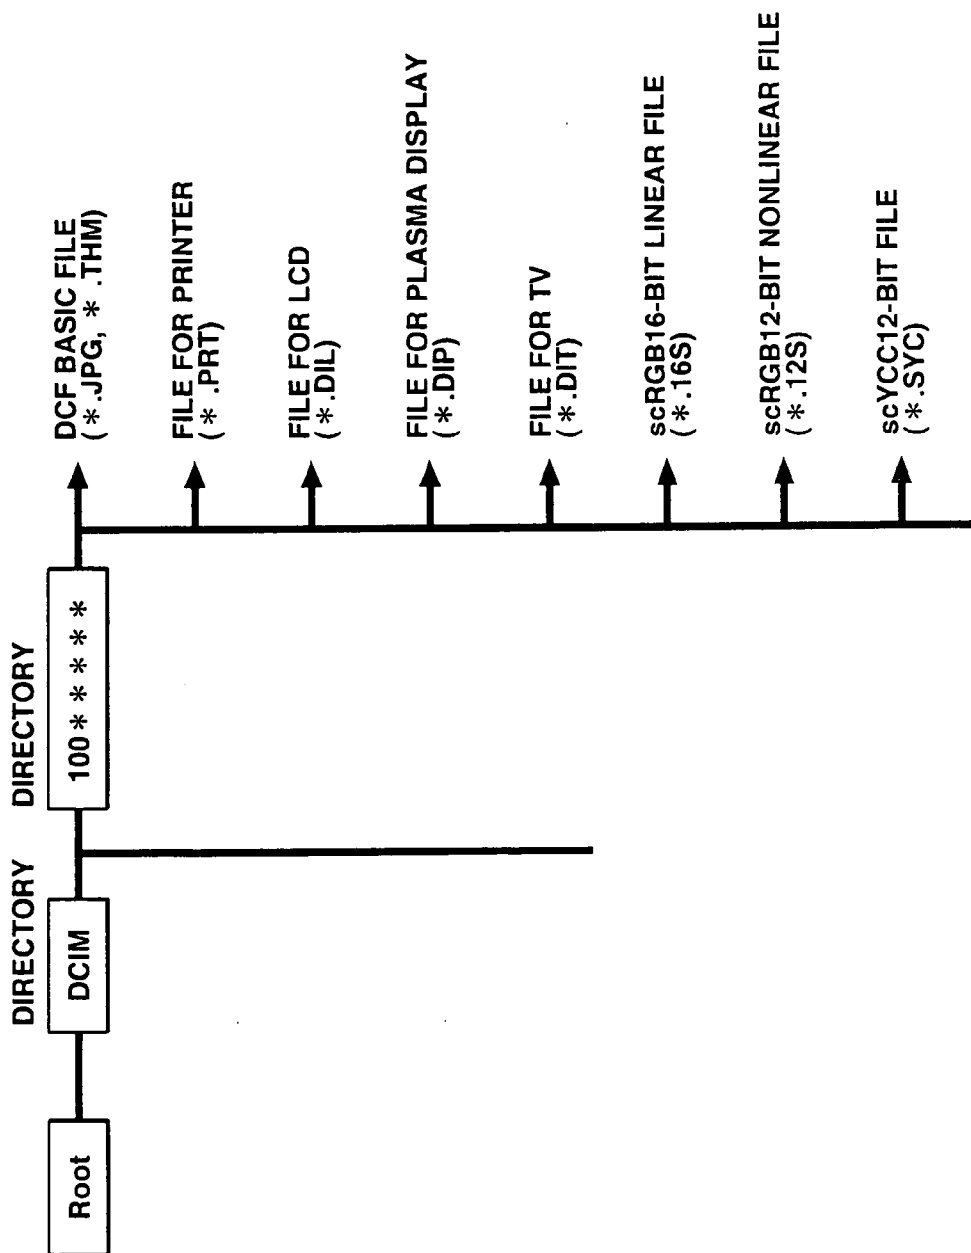 DIRECTORY
DIRECTORY
Root
DCIM
100*****
DCF BASIC FILE
(*.JPG, *.THM)
FILE FOR PRINTER
(*.PRT)
FILE FOR LCD
(*.DIL)
FILE FOR PLASMA DISPLAY
(*.DIP)
FILE FOR TV
(*.DIT)
scRGB16-BIT LINEAR FILE
(*.16S)
scRGB12-BIT NONLINEAR FILE
(*.12S)
scYCC12-BIT FILE
(*.SYC)